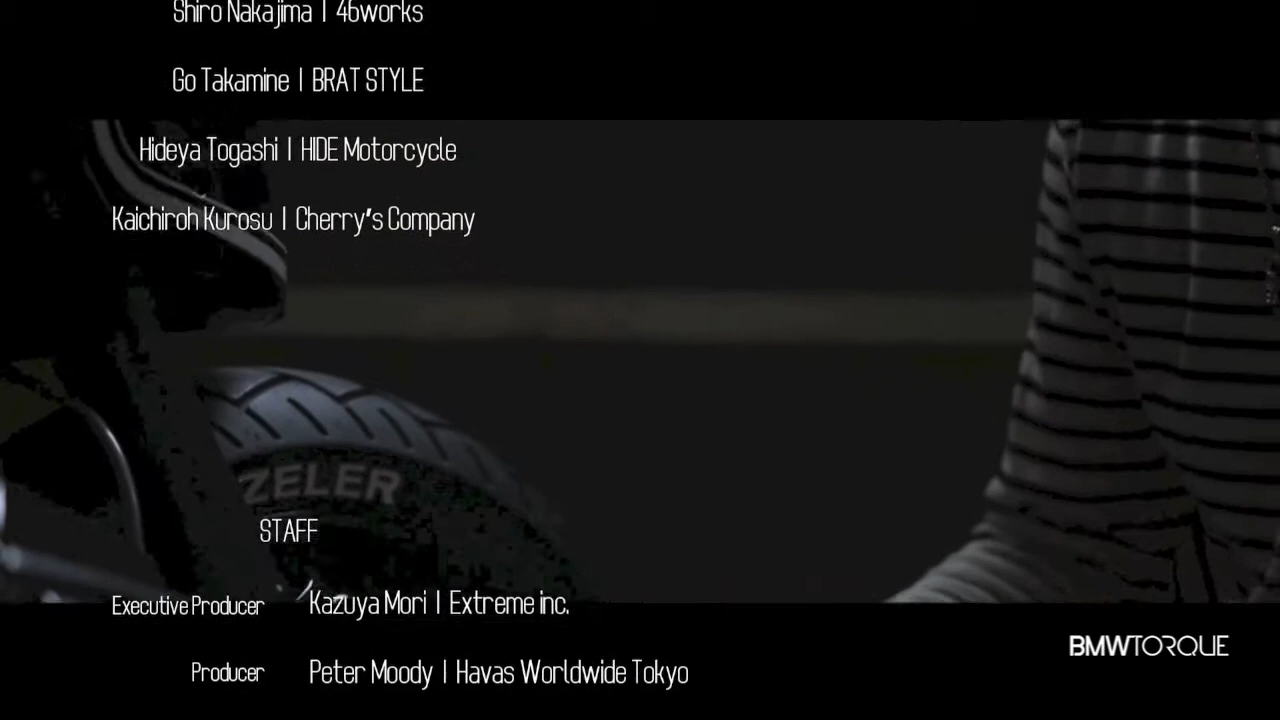 Shiro Nakajima | 46works
Go Takamine | BRAT STYLE
Hideya Togashi | HIDE Motorcycle
Kaichiroh Kurosu | Cherry's Company
ZELER
STAFF
Executive Producer Kazuya Mori | Extreme inc.
Producer Peter Moody | Havas Worldwide Tokyo
BMWTORQUE